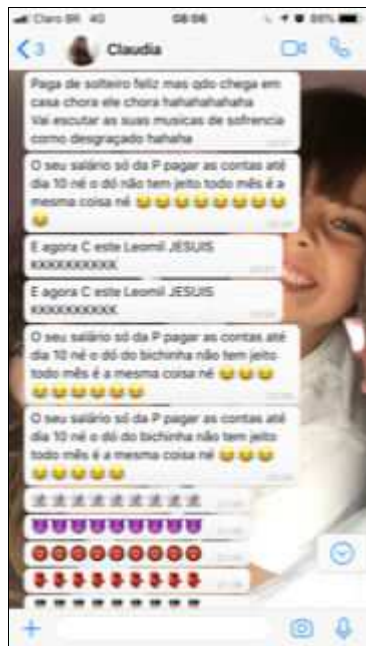 Claro BR 4G 08:06 86%
3 Claudia
Paga de solteiro feliz mas qdo chega em
casa chora ele chora hahahahahaha
Vai escutar as suas musicas de sofrencia
como desgraçado hahaha
O seu salário só da P pagar as contas até
dia 10 né o dó não tem jeito todo mês é a
mesma coisa né 😂😂😂😂😂😂😂😂
😂
E agora C este Leomil JESUIS
KKKKKKKKKK
E agora C este Leomil JESUIS
KKKKKKKKKK
O seu salário só da P pagar as contas até
dia 10 né o dó do bichinha não tem jeito
todo mês é a mesma coisa né 😂😂😂
😂😂😂😂😂😂
O seu salário só da P pagar as contas até
dia 10 né o dó do bichinha não tem jeito
todo mês é a mesma coisa né 😂😂😂
😂😂😂😂😂